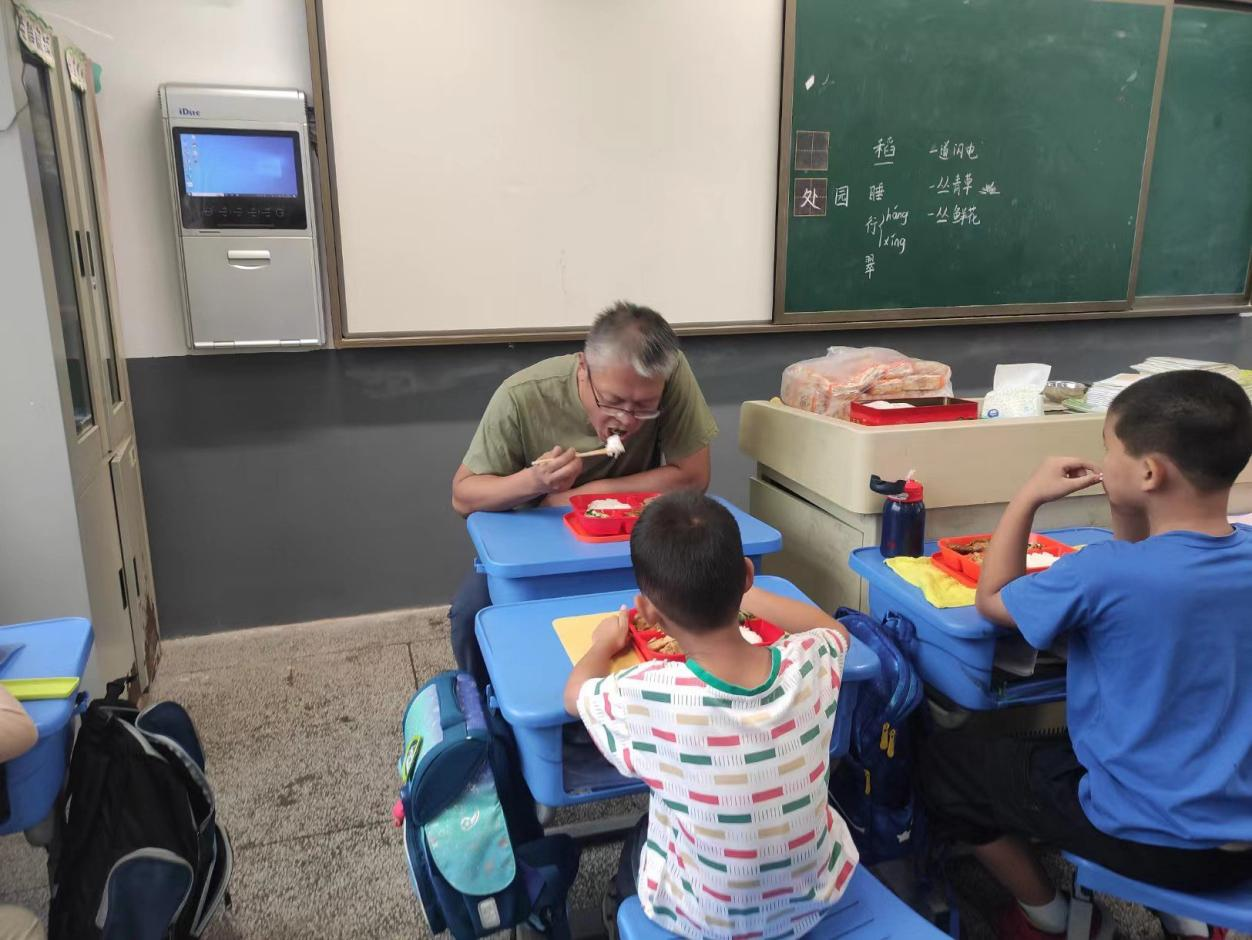 iDsce
稻 一道闪电
处 园 睡 一丛青草
行 háng
xíng 一丛鲜花
翠